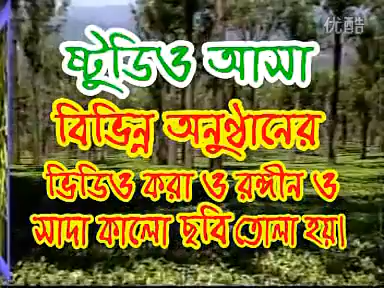 优酷
ষ্টুডিও আসা
বিভিন্ন অনুষ্ঠানের
ভিডিও করা ও রঙ্গীন ও
সাদা কালো ছবি তোলা হয়।